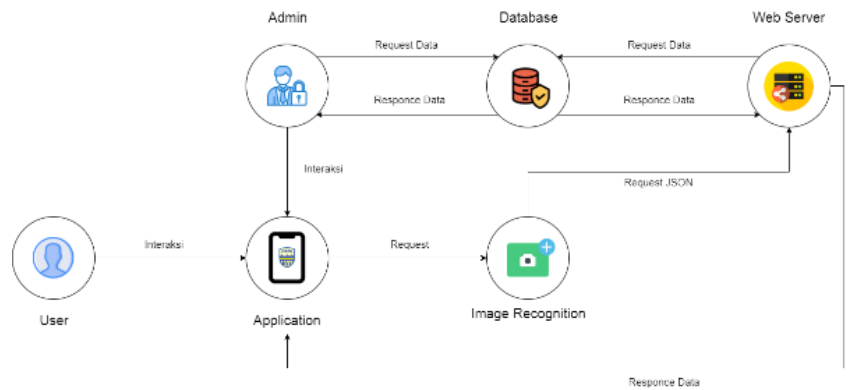 Admin
Database
Web Server
Request Data
Request Data
Responce Data
Responce Data
Interaksi
Request JSON
Interaksi
Request
User
Application
Image Recognition
Responce Data